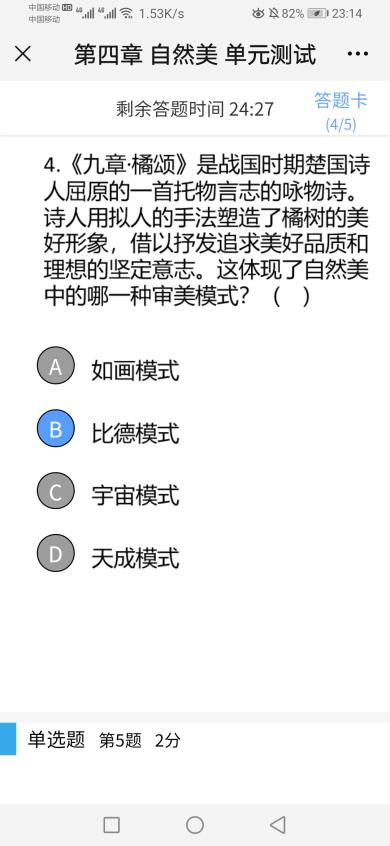 中国移动 HD 4G 4G 1.53K/s 82% 23:14
中国移动
第四章 自然美 单元测试
剩余答题时间 24:27
答题卡
(4/5)
4.《九章·橘颂》是战国时期楚国诗
人屈原的一首托物言志的咏物诗。
诗人用拟人的手法塑造了橘树的美
好形象，借以抒发追求美好品质和
理想的坚定意志。这体现了自然美
中的哪一种审美模式？（ ）
A 如画模式
B 比德模式
C 宇宙模式
D 天成模式
单选题 第5题 2分